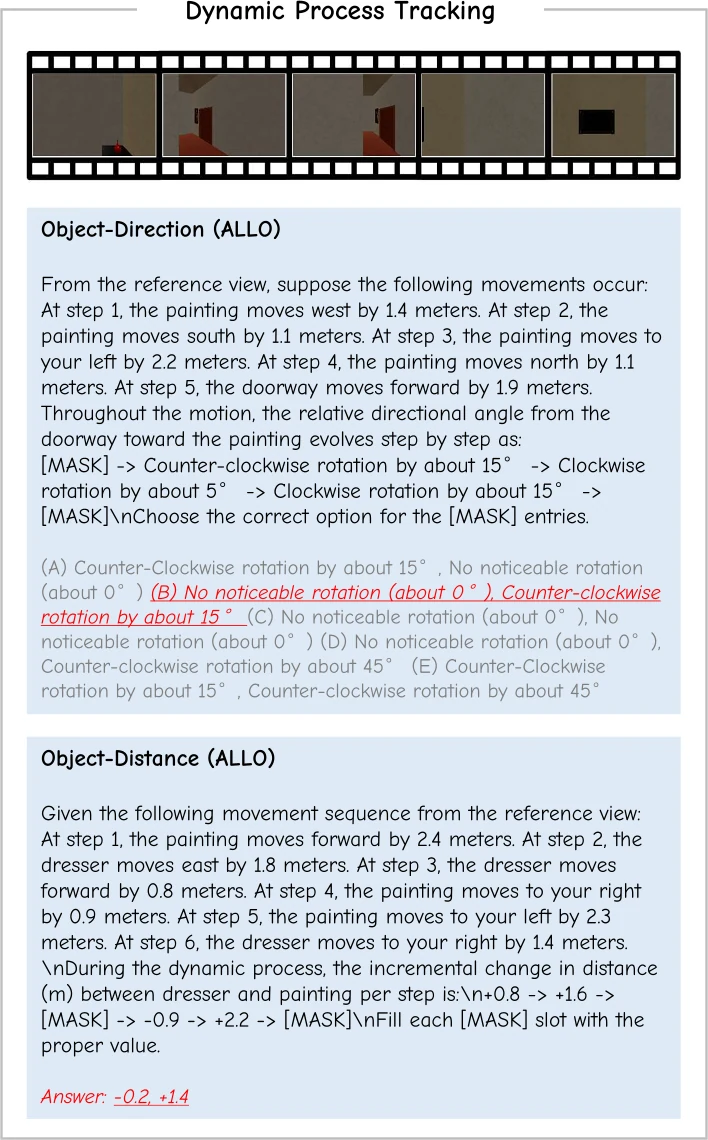 Dynamic Process Tracking
Object-Direction (ALLO)
From the reference view, suppose the following movements occur:
At step 1, the painting moves west by 1.4 meters. At step 2, the
painting moves south by 1.1 meters. At step 3, the painting moves to
your left by 2.2 meters. At step 4, the painting moves north by 1.1
meters. At step 5, the doorway moves forward by 1.9 meters.
Throughout the motion, the relative directional angle from the
doorway toward the painting evolves step by step as:
[MASK] -> Counter-clockwise rotation by about 15° -> Clockwise
rotation by about 5° -> Clockwise rotation by about 15° ->
[MASK]\nChoose the correct option for the [MASK] entries.
(A) Counter-Clockwise rotation by about 15°, No noticeable rotation
(about 0°) (B) No noticeable rotation (about 0°), Counter-clockwise
rotation by about 15° (C) No noticeable rotation (about 0°), No
noticeable rotation (about 0°) (D) No noticeable rotation (about 0°),
Counter-clockwise rotation by about 45° (E) Counter-Clockwise
rotation by about 15°, Counter-clockwise rotation by about 45°
Object-Distance (ALLO)
Given the following movement sequence from the reference view:
At step 1, the painting moves forward by 2.4 meters. At step 2, the
dresser moves east by 1.8 meters. At step 3, the dresser moves
forward by 0.8 meters. At step 4, the painting moves to your right
by 0.9 meters. At step 5, the painting moves to your left by 2.3
meters. At step 6, the dresser moves to your right by 1.4 meters.
\nDuring the dynamic process, the incremental change in distance
(m) between dresser and painting per step is:\n+0.8 -> +1.6 ->
[MASK] -> -0.9 -> +2.2 -> [MASK]\nFill each [MASK] slot with the
proper value.
Answer: -0.2, +1.4